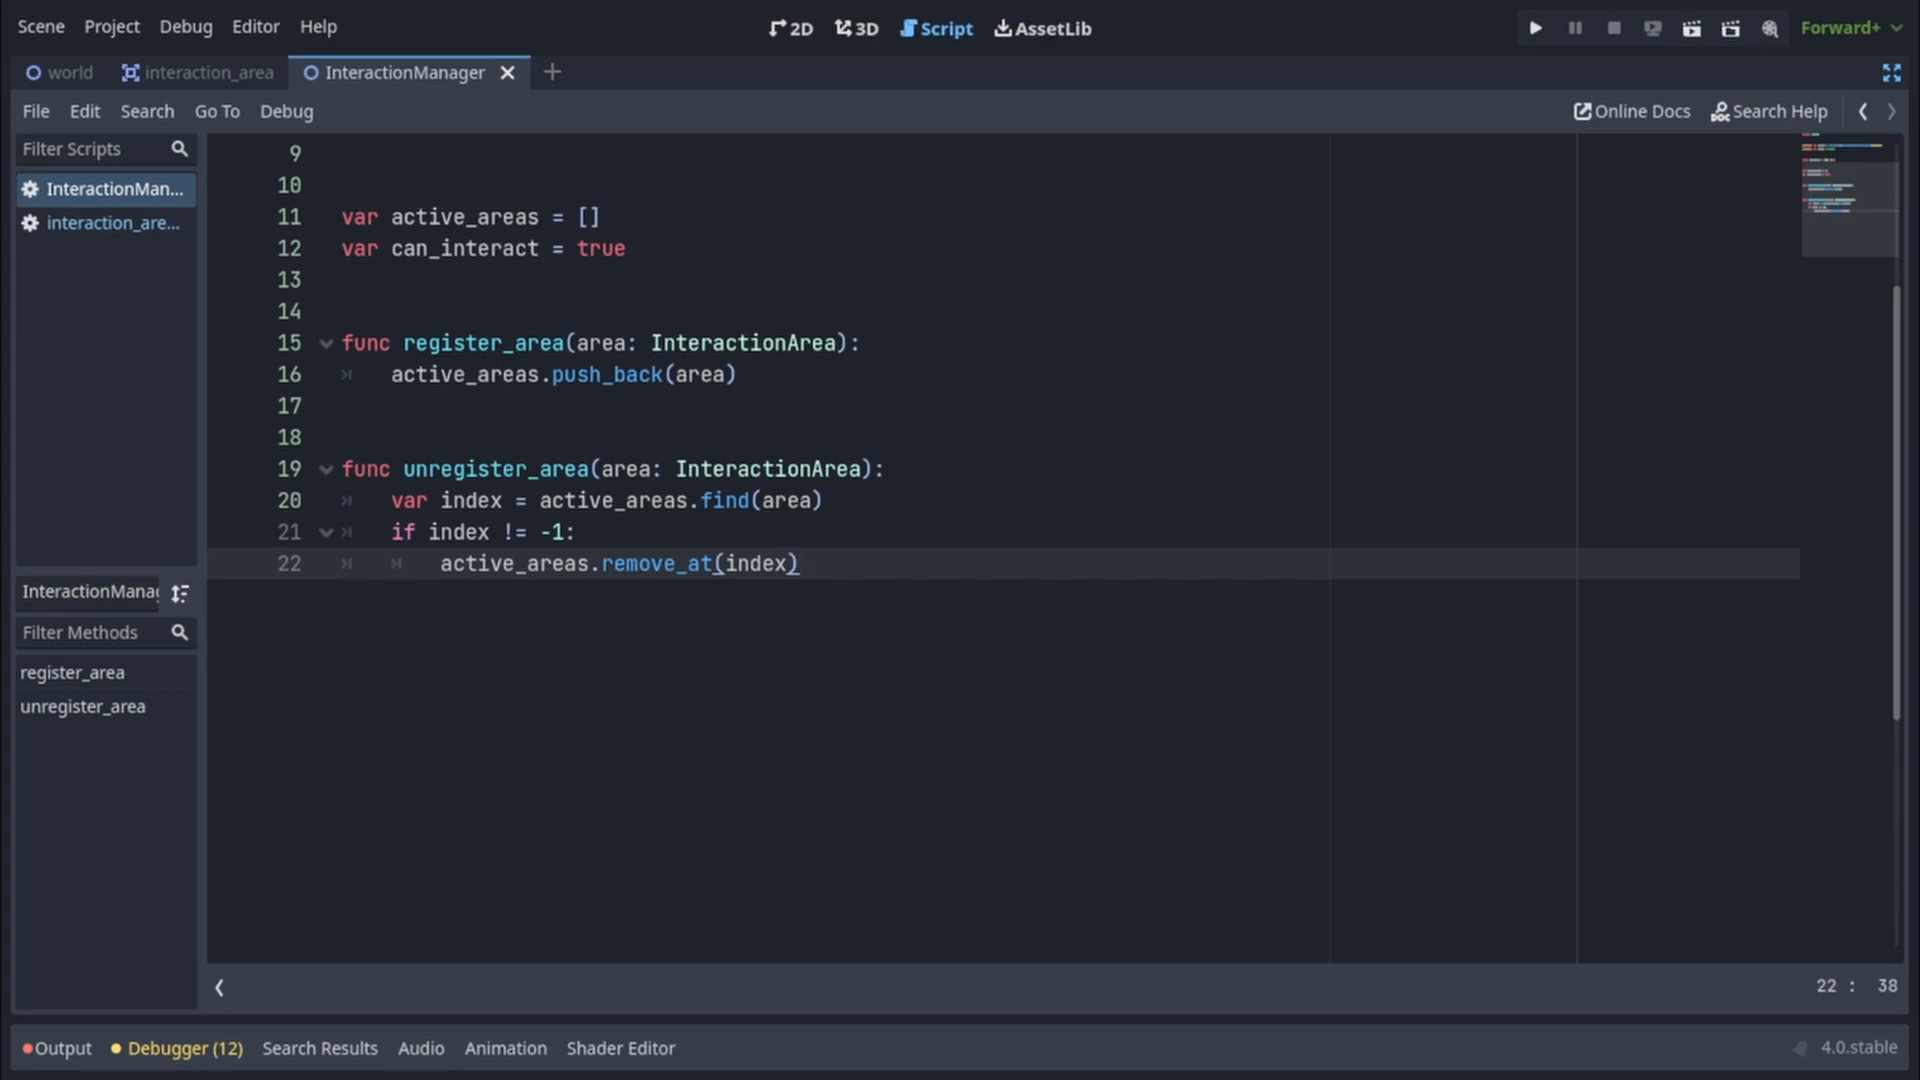 Scene Project Debug Editor Help 2D 3D Script AssetLib Forward+
world interaction_area InteractionManager
File Edit Search Go To Debug Online Docs Search Help
Filter Scripts
InteractionMan...
interaction_are...
InteractionManag
Filter Methods
register_area
unregister_area
9
10
11 var active_areas = []
12 var can_interact = true
13
14
15 func register_area(area: InteractionArea):
16 active_areas.push_back(area)
17
18
19 func unregister_area(area: InteractionArea):
20 var index = active_areas.find(area)
21 if index != -1:
22 active_areas.remove_at(index)
22 : 38
Output Debugger (12) Search Results Audio Animation Shader Editor 4.0.stable